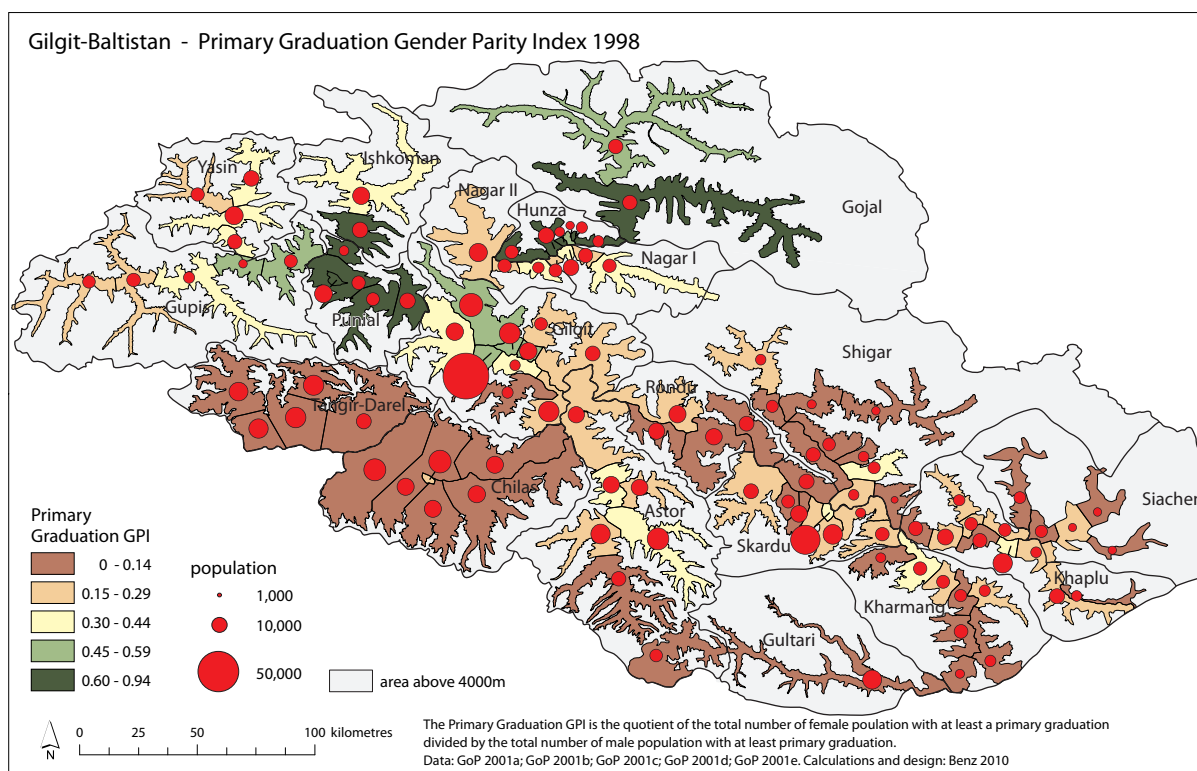 Gilgit-Baltistan - Primary Graduation Gender Parity Index 1998
Yasin
Ishkoman
Nagar II
Hunza
Gojal
Nagar I
Gupis
Punial
Gilgit
Shigar
Rondu
Tangir-Darel
Chilas
Astor
Skardu
Siachen
Khaplu
Kharmang
Gultari
Primary
Graduation GPI
0 - 0.14
0.15 - 0.29
0.30 - 0.44
0.45 - 0.59
0.60 - 0.94
population
1,000
10,000
50,000
area above 4000m
N
0 25 50 100 kilometres
The Primary Graduation GPI is the quotient of the total number of female poulation with at least a primary graduation
divided by the total number of male population with at least primary graduation.
Data: GoP 2001a; GoP 2001b; GoP 2001c; GoP 2001d; GoP 2001e. Calculations and design: Benz 2010